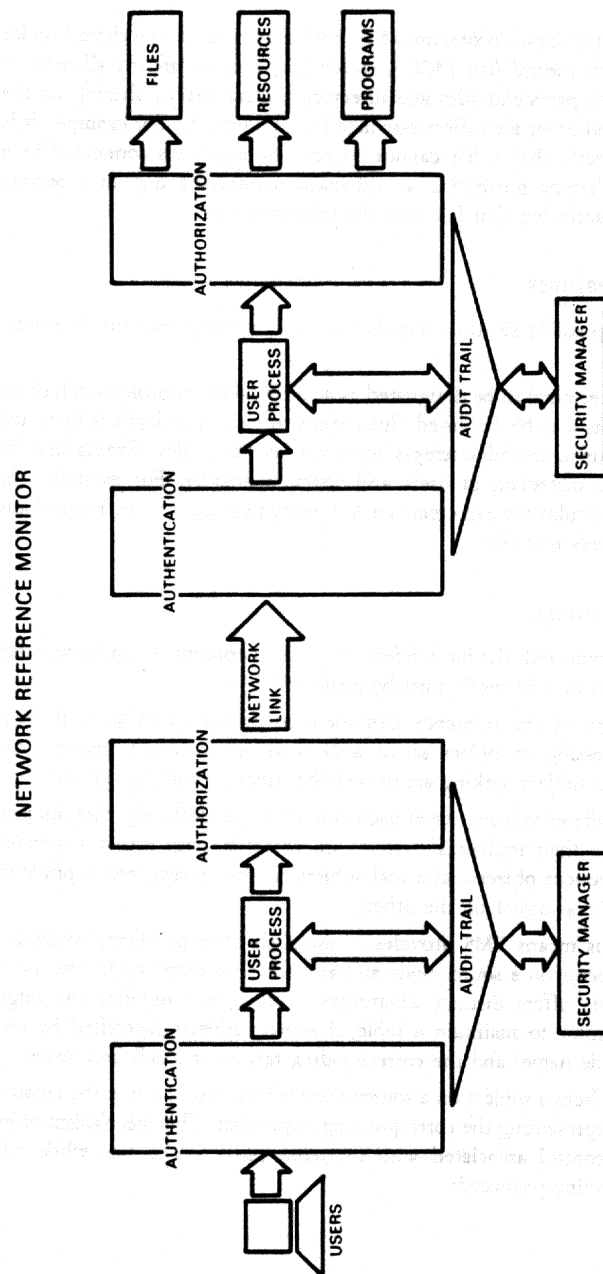 NETWORK REFERENCE MONITOR
USERS
AUTHENTICATION
USER
PROCESS
AUTHORIZATION
AUDIT TRAIL
SECURITY MANAGER
NETWORK
LINK
AUTHENTICATION
USER
PROCESS
AUTHORIZATION
AUDIT TRAIL
SECURITY MANAGER
FILES
RESOURCES
PROGRAMS